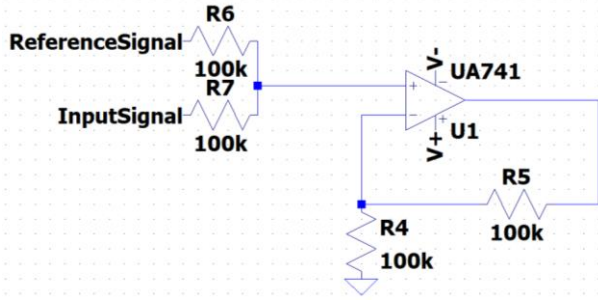 R6
ReferenceSignal
100k
R7
InputSignal
100k
V-
UA741
U1
V+
R5
100k
R4
100k